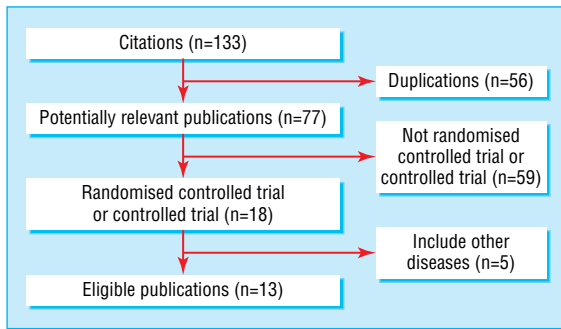 Citations (n=133)
Duplications (n=56)
Potentially relevant publications (n=77)
Not randomised
controlled trial or
controlled trial (n=59)
Randomised controlled trial
or controlled trial (n=18)
Include other
diseases (n=5)
Eligible publications (n=13)